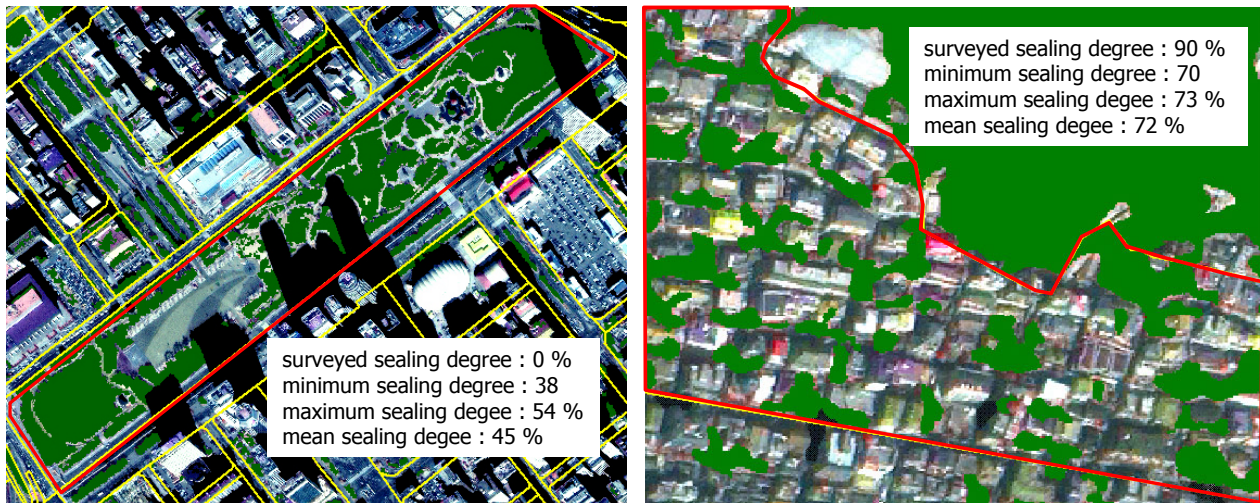 surveyed sealing degree : 0 %
minimum sealing degree : 38
maximum sealing degee : 54 %
mean sealing degee : 45 %
surveyed sealing degree : 90 %
minimum sealing degree : 70
maximum sealing degee : 73 %
mean sealing degee : 72 %